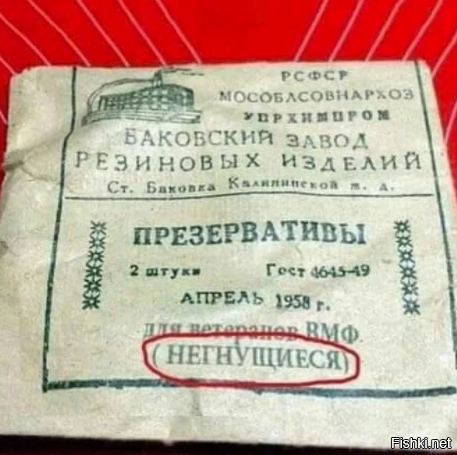 РСФСР
МОСОБЛСОВНАРХОЗ
УПРХИМПРОМ
БАКОВСКИЙ ЗАВОД
РЕЗИНОВЫХ ИЗДЕЛИЙ
Ст. Баковка Калининской ж. д.
ПРЕЗЕРВАТИВЫ
2 штуки Гост 4645-49
АПРЕЛЬ 1958 г.
для ветеранов ВМФ
(НЕГНУЩИЕСЯ)
Fishki.net